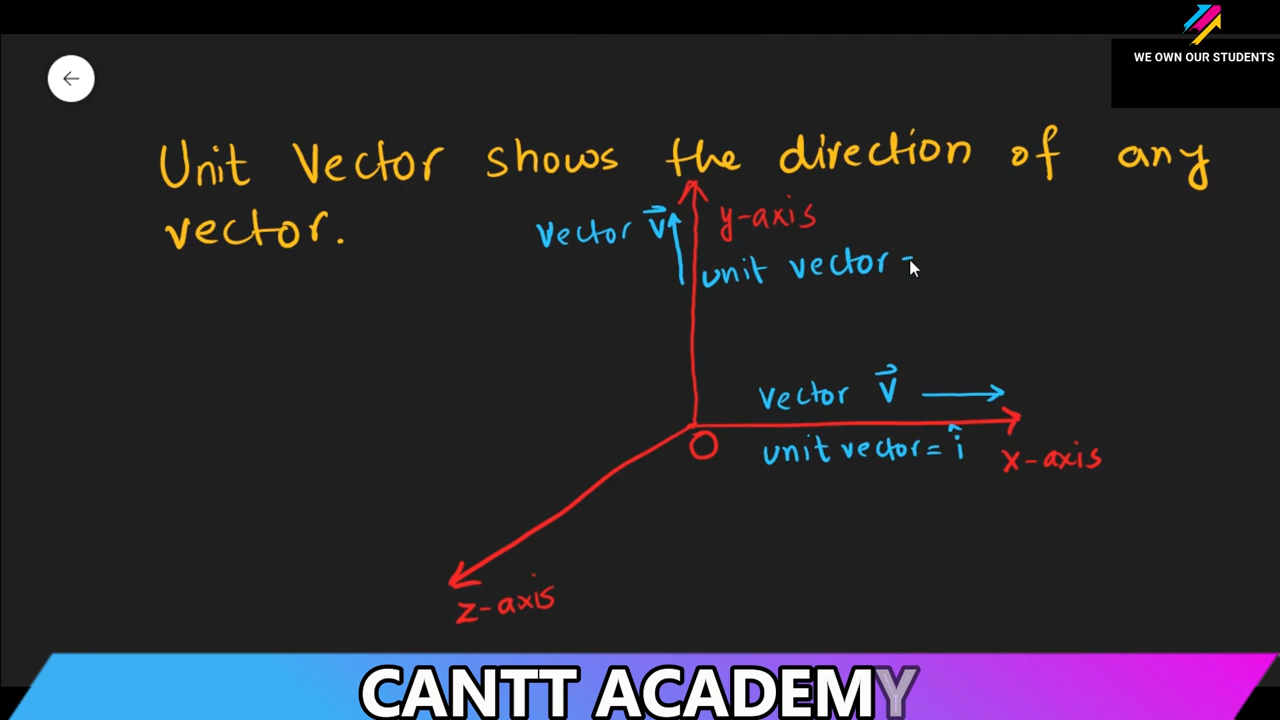 WE OWN OUR STUDENTS
Unit Vector shows the direction of any
vector.
vector v⃗
y-axis
unit vector -
vector v⃗
unit vector = î
x-axis
O
z-axis
CANTT ACADEMY